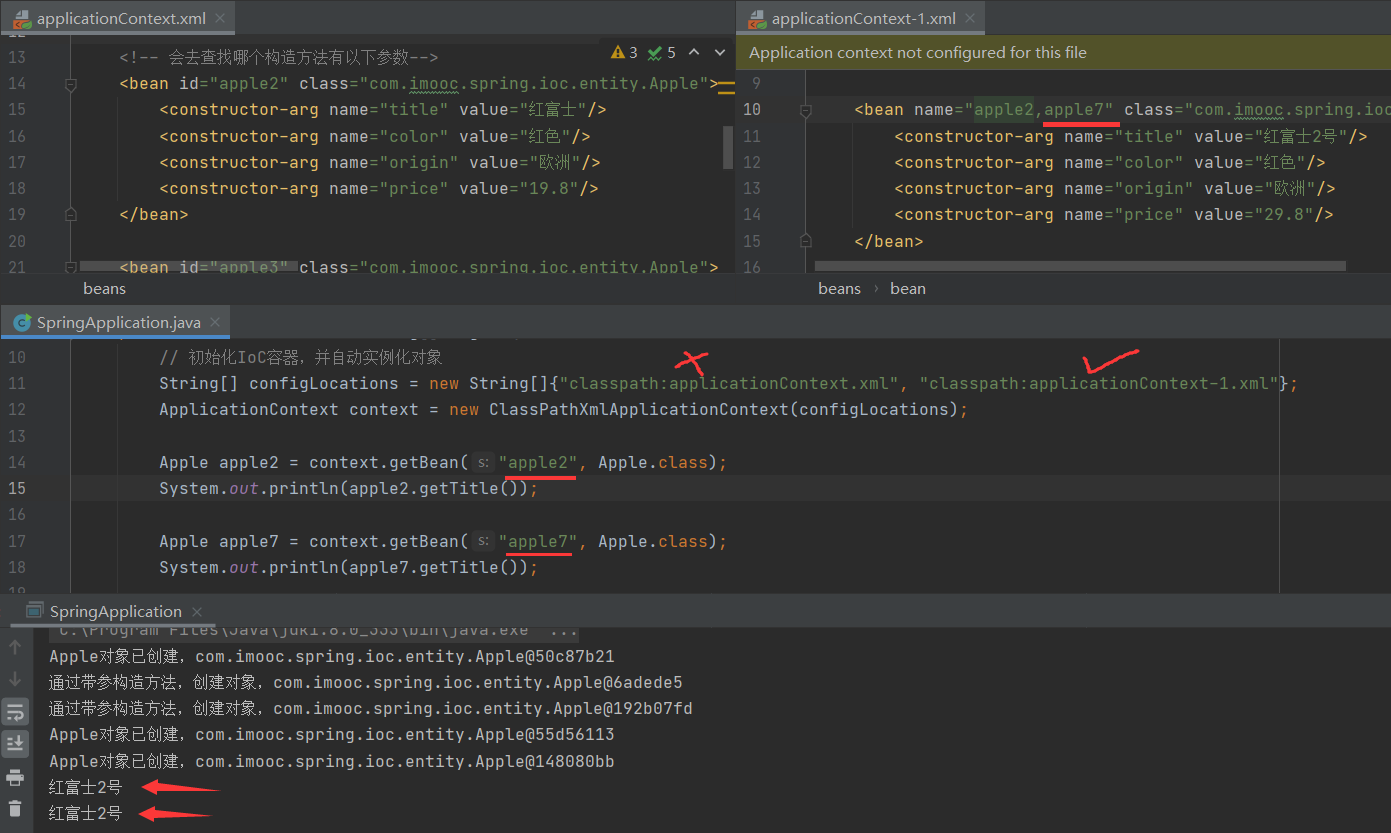 applicationContext.xml
applicationContext-1.xml
3 5
Application context not configured for this file
13 <!-- 会去查找哪个构造方法有以下参数-->
14 <bean id="apple2" class="com.imooc.spring.ioc.entity.Apple">
15 <constructor-arg name="title" value="红富士"/>
16 <constructor-arg name="color" value="红色"/>
17 <constructor-arg name="origin" value="欧洲"/>
18 <constructor-arg name="price" value="19.8"/>
19 </bean>
20
21 <bean id="apple3" class="com.imooc.spring.ioc.entity.Apple">
9
10 <bean name="apple2,apple7" class="com.imooc.spring.ioc
11 <constructor-arg name="title" value="红富士2号"/>
12 <constructor-arg name="color" value="红色"/>
13 <constructor-arg name="origin" value="欧洲"/>
14 <constructor-arg name="price" value="29.8"/>
15 </bean>
16
beans
beans › bean
SpringApplication.java
10 // 初始化IoC容器，并自动实例化对象
11 String[] configLocations = new String[]{"classpath:applicationContext.xml", "classpath:applicationContext-1.xml"};
12 ApplicationContext context = new ClassPathXmlApplicationContext(configLocations);
13
14 Apple apple2 = context.getBean( s: "apple2", Apple.class);
15 System.out.println(apple2.getTitle());
16
17 Apple apple7 = context.getBean( s: "apple7", Apple.class);
18 System.out.println(apple7.getTitle());
SpringApplication
C:\Program Files\Java\jdk1.8.0_333\bin\java.exe ...
Apple对象已创建，com.imooc.spring.ioc.entity.Apple@50c87b21
通过带参构造方法，创建对象，com.imooc.spring.ioc.entity.Apple@6adede5
通过带参构造方法，创建对象，com.imooc.spring.ioc.entity.Apple@192b07fd
Apple对象已创建，com.imooc.spring.ioc.entity.Apple@55d56113
Apple对象已创建，com.imooc.spring.ioc.entity.Apple@148080bb
红富士2号
红富士2号